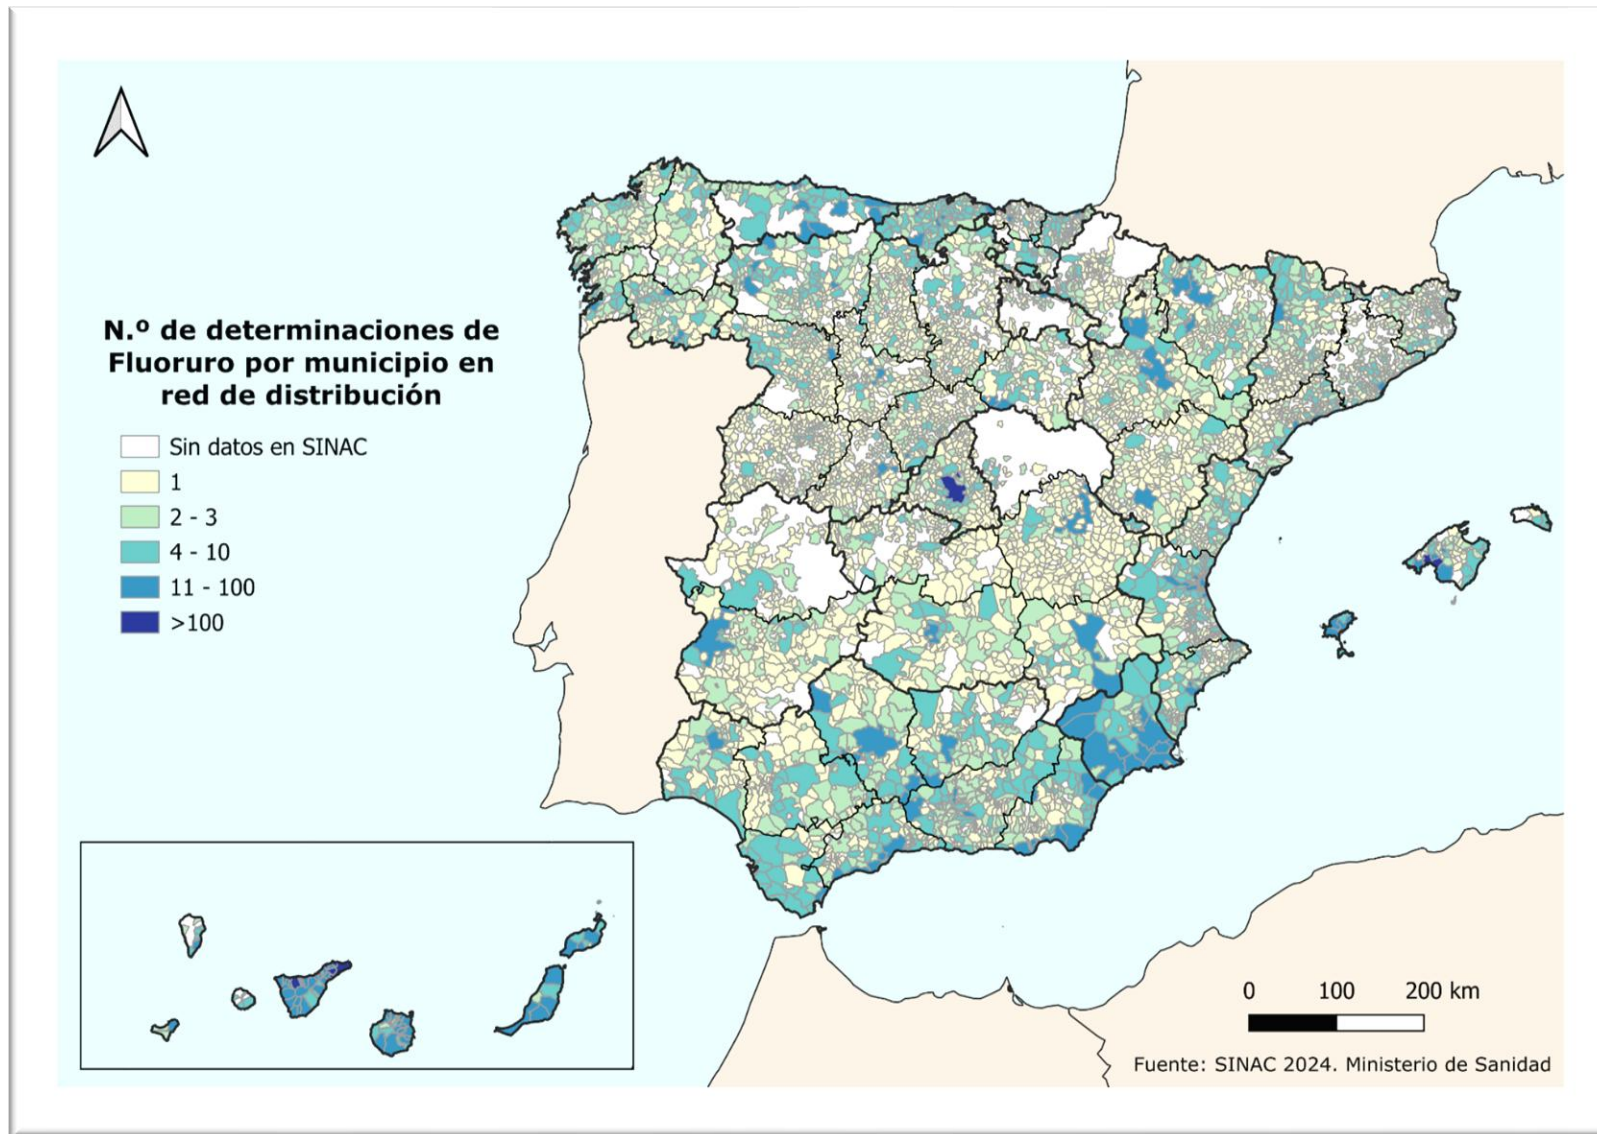 N.º de determinaciones de
Fluoruro por municipio en
red de distribución
Sin datos en SINAC
1
2 - 3
4 - 10
11 - 100
>100
0 100 200 km
Fuente: SINAC 2024. Ministerio de Sanidad